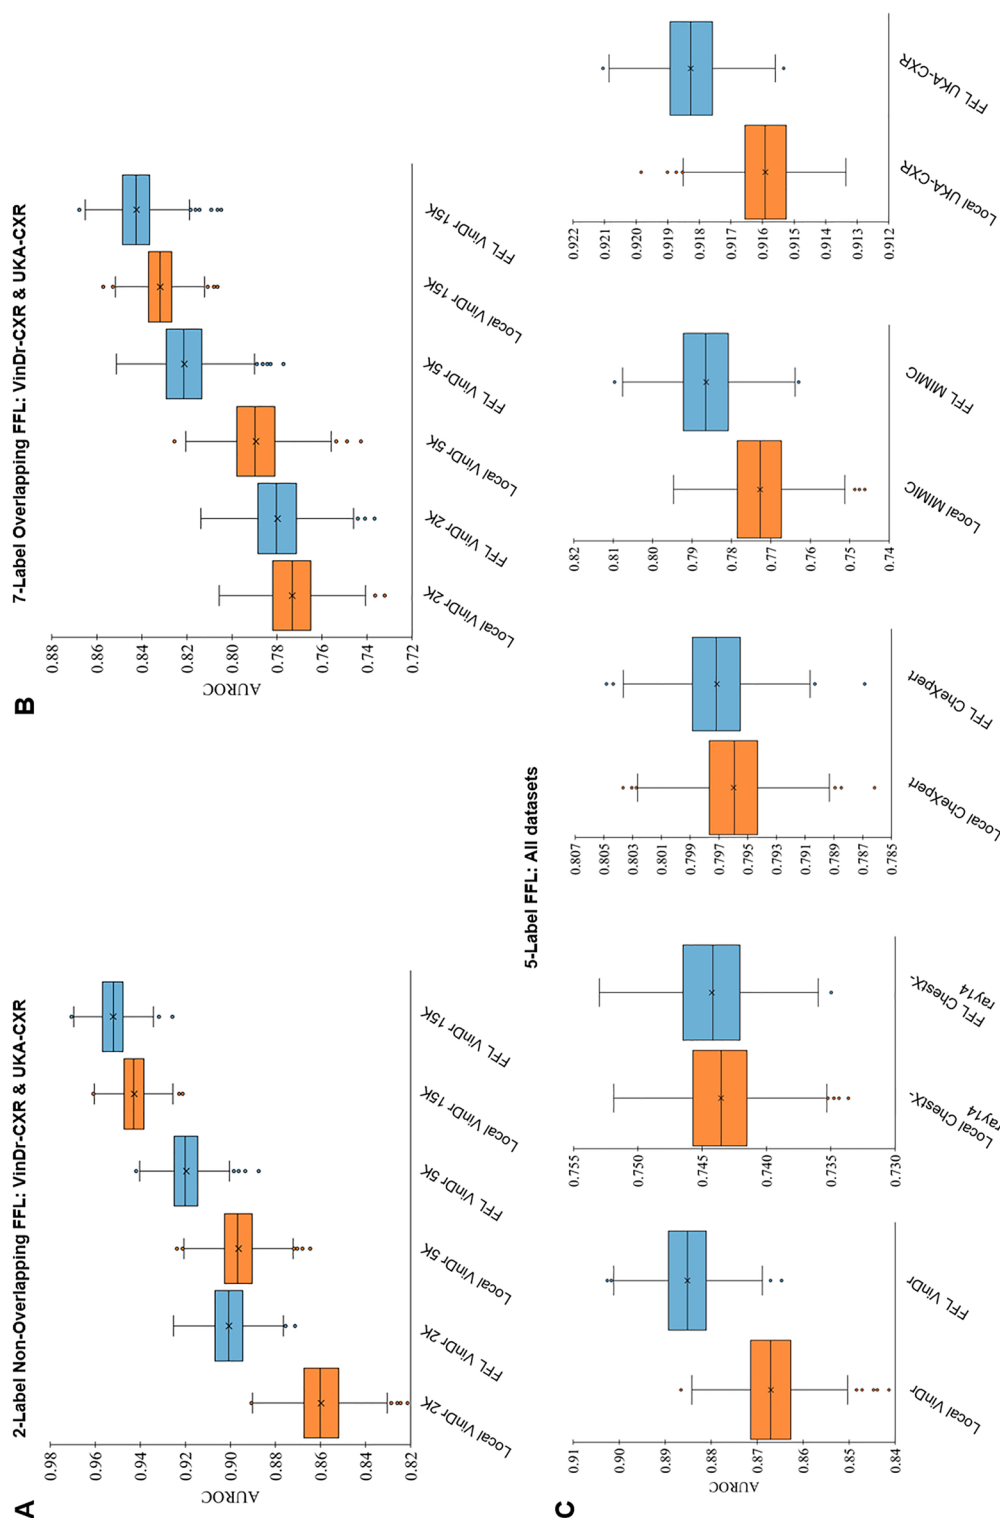 A
2-Label Non-Overlapping FFL: VinDr-CXR & UKA-CXR
AUROC
0.98
0.96
0.94
0.92
0.90
0.86
0.86
0.84
0.82
Local VinDr 2K
FFL VinDr 2K
Local VinDr 5K
FFL VinDr 5K
Local VinDr 15K
FFL VinDr 15K
B
7-Label Overlapping FFL: VinDr-CXR & UKA-CXR
AUROC
0.88
0.86
0.84
0.82
0.80
0.78
0.76
0.74
0.72
Local VinDr 2K
FFL VinDr 2K
Local VinDr 5K
FFL VinDr 5K
Local VinDr 15K
FFL VinDr 15K
C
5-Label FFL: All datasets
AUROC
0.91
0.90
0.89
0.88
0.87
0.86
0.85
0.84
Local VinDr
FFL VinDr
0.755
0.750
0.745
0.740
0.735
0.730
Local ChestX-
ray14
FFL ChestX-
ray14
0.807
0.805
0.803
0.801
0.799
0.797
0.795
0.793
0.791
0.789
0.787
0.785
Local CheXpert
FFL CheXpert
0.82
0.81
0.80
0.79
0.78
0.77
0.76
0.75
0.74
Local MIMIC
FFL MIMIC
0.922
0.921
0.920
0.919
0.918
0.917
0.916
0.915
0.914
0.913
0.912
Local UKA-CXR
FFL UKA-CXR